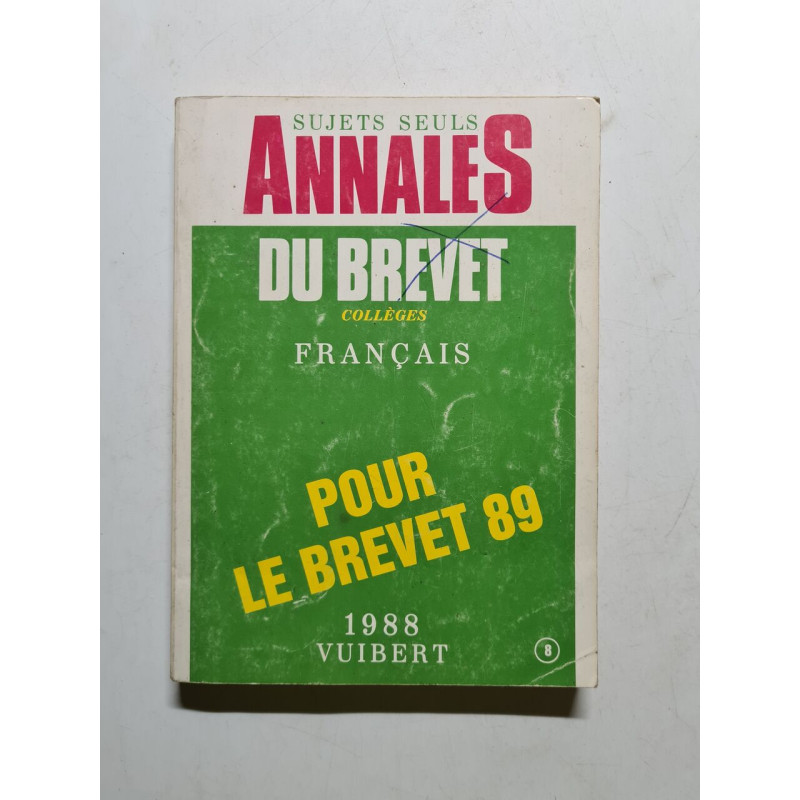 SUJETS SEULS
ANNALES
DU BREVET
COLLÈGES
FRANÇAIS
POUR
LE BREVET 89
1988
VUIBERT
8